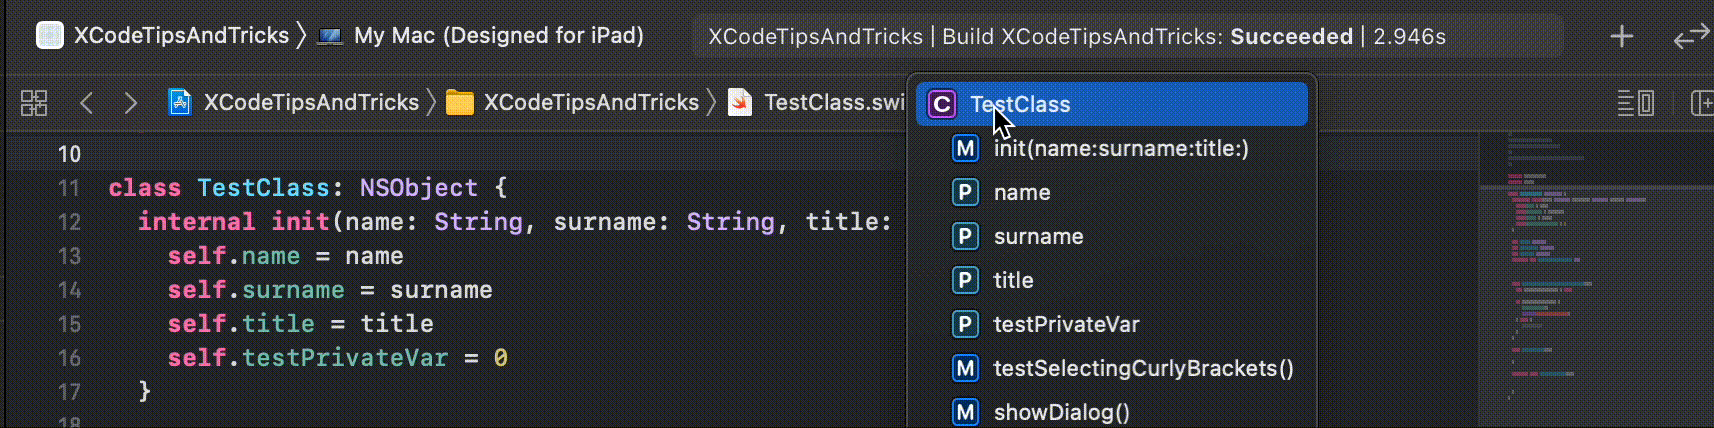 XCodeTipsAndTricks 〉 My Mac (Designed for iPad)
XCodeTipsAndTricks | Build XCodeTipsAndTricks: Succeeded | 2.946s
XCodeTipsAndTricks 〉 XCodeTipsAndTricks 〉 TestClass.swi
C TestClass
M init(name:surname:title:)
P name
P surname
P title
P testPrivateVar
M testSelectingCurlyBrackets()
M showDialog()
10
11 class TestClass: NSObject {
12 internal init(name: String, surname: String, title:
13 self.name = name
14 self.surname = surname
15 self.title = title
16 self.testPrivateVar = 0
17 }
18